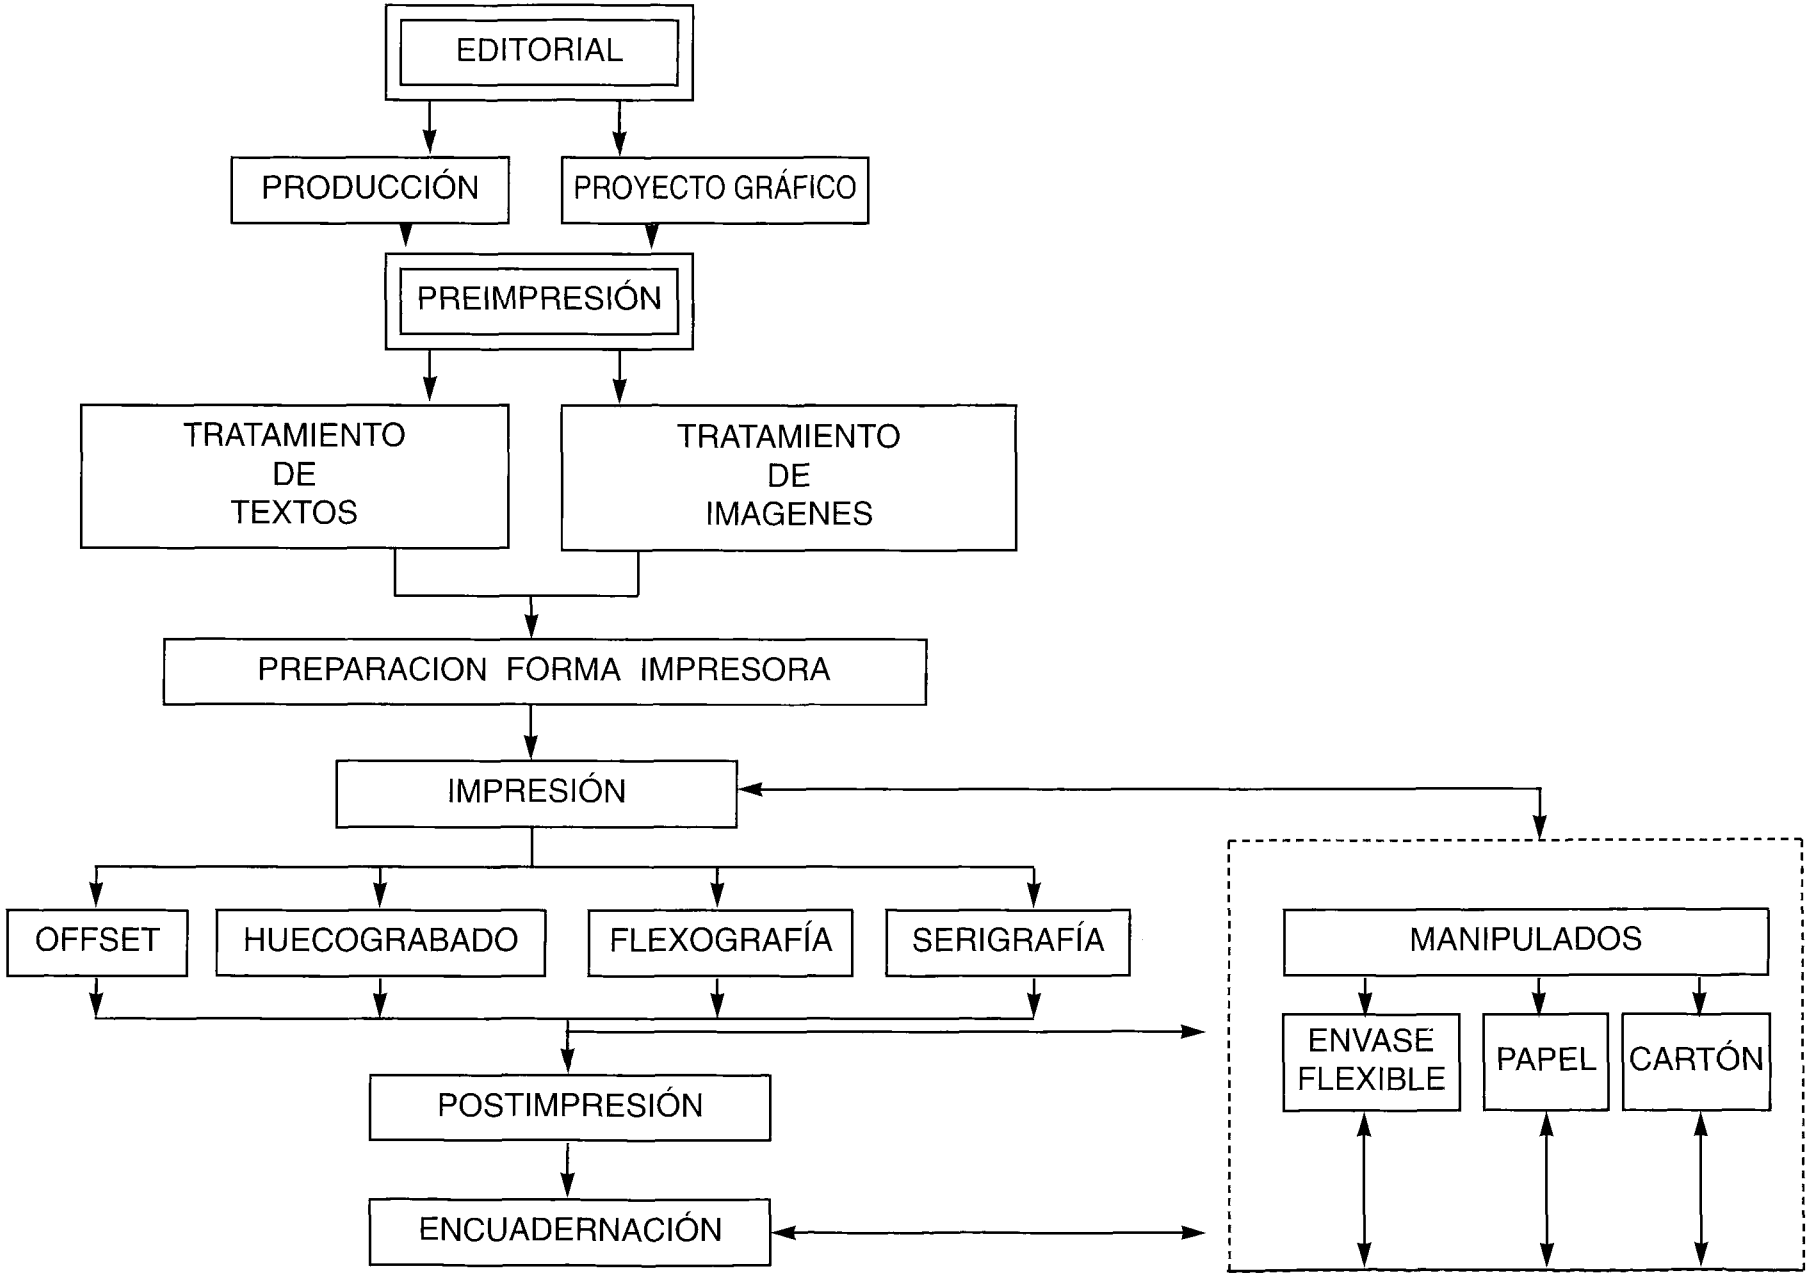 EDITORIAL
PRODUCCIÓN
PROYECTO GRÁFICO
PREIMPRESIÓN
TRATAMIENTO
DE
TEXTOS
TRATAMIENTO
DE
IMAGENES
PREPARACION FORMA IMPRESORA
IMPRESIÓN
OFFSET
HUECOGRABADO
FLEXOGRAFÍA
SERIGRAFÍA
MANIPULADOS
ENVASE
FLEXIBLE
PAPEL
CARTÓN
POSTIMPRESIÓN
ENCUADERNACIÓN